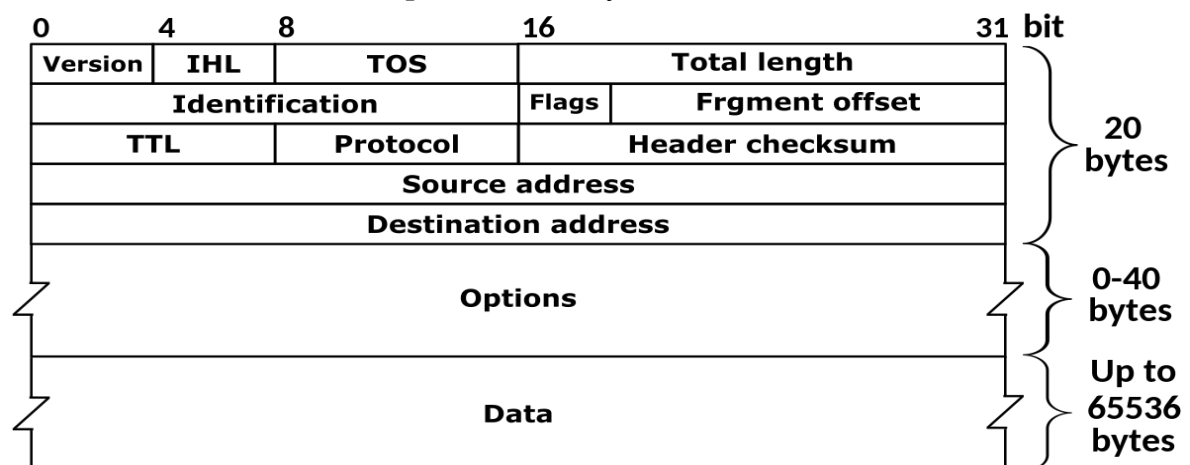 0 4 8 16 31 bit
Version IHL TOS Total length
Identification Flags Frgment offset
TTL Protocol Header checksum
Source address
Destination address
20
bytes
Options
0-40
bytes
Data
Up to
65536
bytes